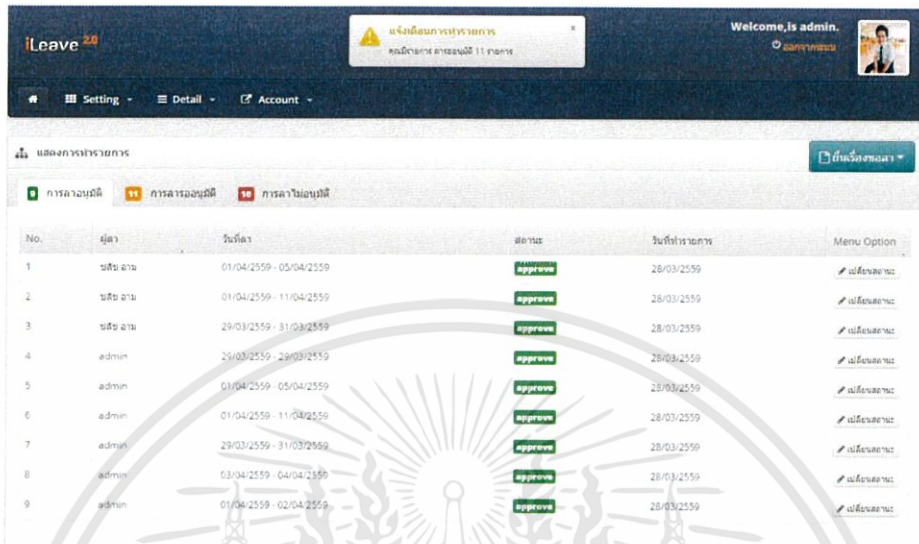 iLeave 2.0
แจ้งเตือนการทำรายการ ×
คุณมีรายการ การรออนุมัติ 11 รายการ
Welcome,is admin.
ออกจากระบบ
Setting Detail Account
แสดงการทำรายการ
ยื่นเรื่องขอลา
9 การลาอนุมัติ 11 การลารออนุมัติ 10 การลาไม่อนุมัติ
No. ผู้ลา วันที่ลา สถานะ วันที่ทำรายการ Menu Option
1 01/04/2559 - 05/04/2559 approve 28/03/2559 เปลี่ยนสถานะ
2 01/04/2559 - 11/04/2559 approve 28/03/2559 เปลี่ยนสถานะ
3 29/03/2559 - 31/03/2559 approve 28/03/2559 เปลี่ยนสถานะ
4 admin 29/03/2559 - 29/03/2559 approve 28/03/2559 เปลี่ยนสถานะ
5 admin 01/04/2559 - 05/04/2559 approve 28/03/2559 เปลี่ยนสถานะ
6 admin 01/04/2559 - 11/04/2559 approve 28/03/2559 เปลี่ยนสถานะ
7 admin 29/03/2559 - 31/03/2559 approve 28/03/2559 เปลี่ยนสถานะ
8 admin 03/04/2559 - 04/04/2559 approve 28/03/2559 เปลี่ยนสถานะ
9 admin 01/04/2559 - 02/04/2559 approve 28/03/2559 เปลี่ยนสถานะ